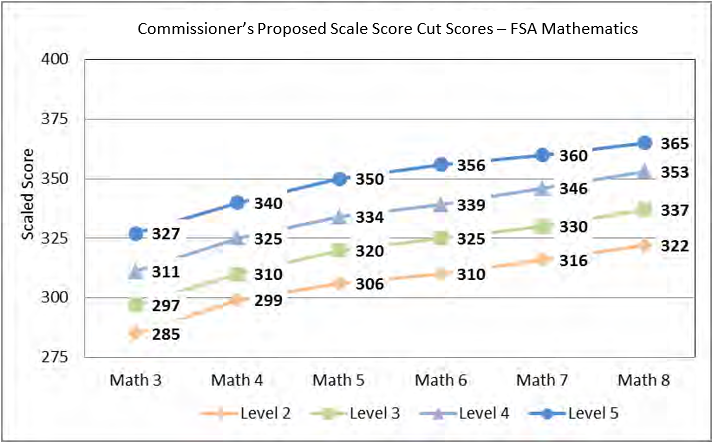 Commissioner's Proposed Scale Score Cut Scores – FSA Mathematics
400
375
350
325
300
275
Scaled Score
327 340 350 356 360 365
311 325 334 339 346 353
297 310 320 325 330 337
285 299 306 310 316 322
Math 3 Math 4 Math 5 Math 6 Math 7 Math 8
Level 2 Level 3 Level 4 Level 5